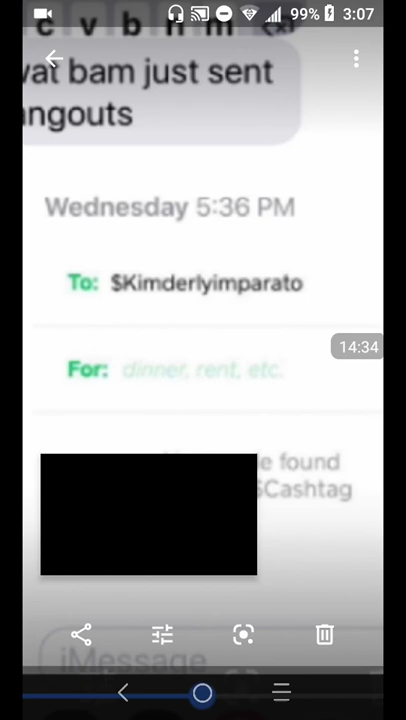 99% 3:07
c v b n m
wat bam just sent
angouts
Wednesday 5:36 PM
To: $Kimderlyimparato
14:34
For: dinner, rent, etc.
found
$Cashtag
iMessage